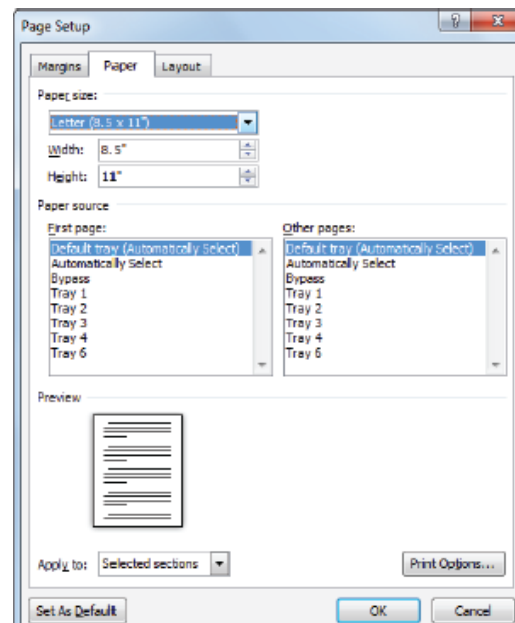 Page Setup
Margins Paper Layout
Paper size:
Letter (8.5 x 11")
Width: 8.5"
Height: 11"
Paper source
First page:
Default tray (Automatically Select)
Automatically Select
Bypass
Tray 1
Tray 2
Tray 3
Tray 4
Tray 6
Other pages:
Default tray (Automatically Select)
Automatically Select
Bypass
Tray 1
Tray 2
Tray 3
Tray 4
Tray 6
Preview
Apply to: Selected sections
Print Options...
Set As Default OK Cancel